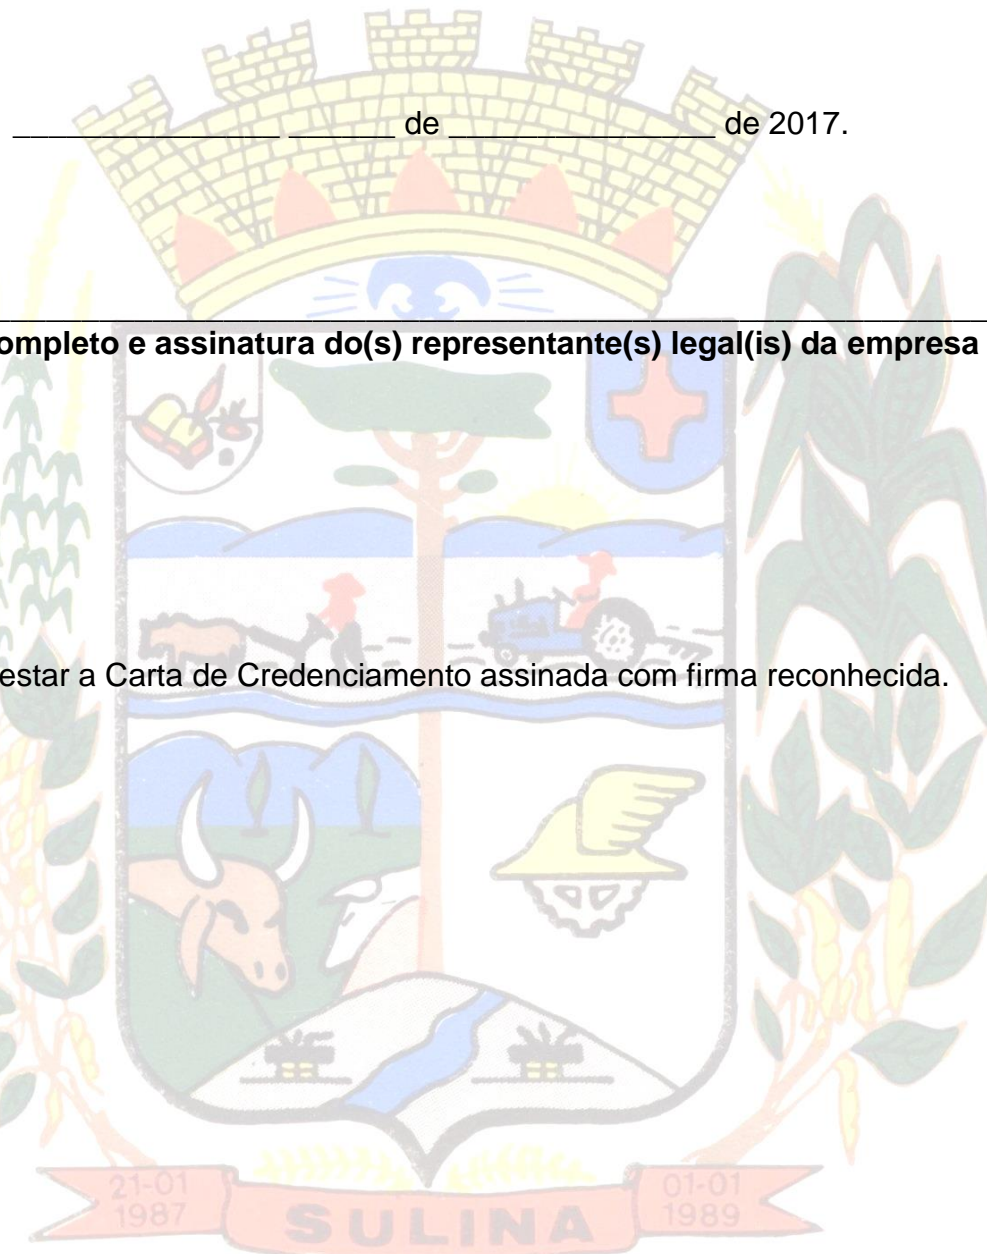 _______________ ______ de _______________ de 2017.
ompleto e assinatura do(s) representante(s) legal(is) da empresa
estar a Carta de Credenciamento assinada com firma reconhecida.
21-01
1987
SULINA
01-01
1989